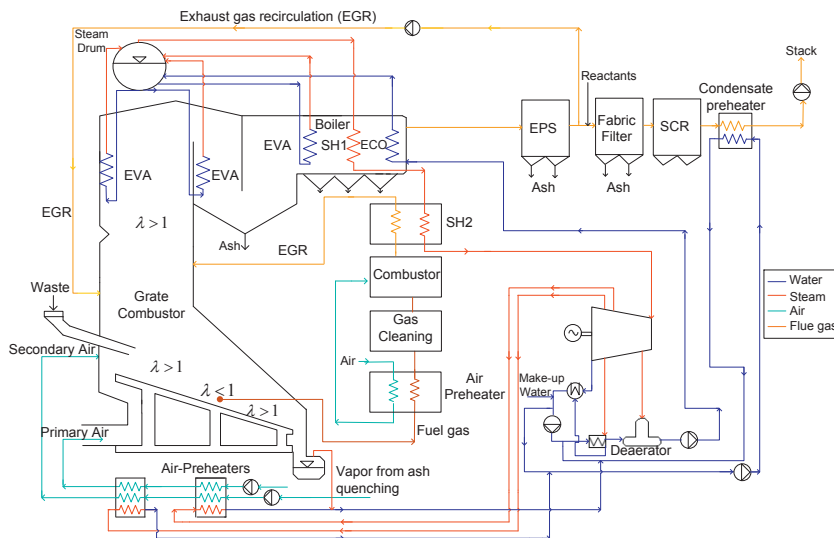 Exhaust gas recirculation (EGR)
Stack
Steam
Drum
Reactants
Condensate
preheater
Boiler
EVA
SH1
ECO
EPS
Fabric
Filter
SCR
EVA
EVA
Ash
Ash
EGR
λ>1
Ash
EGR
SH2
Water
Steam
Air
Flue gas
Waste
Grate
Combustor
Combustor
Gas
Cleaning
Secondary Air
λ>1
λ<1
λ>1
Air
Air
Preheater
Make-up
Water
Primary Air
Fuel gas
Deaerator
Air-Preheaters
Vapor from ash
quenching